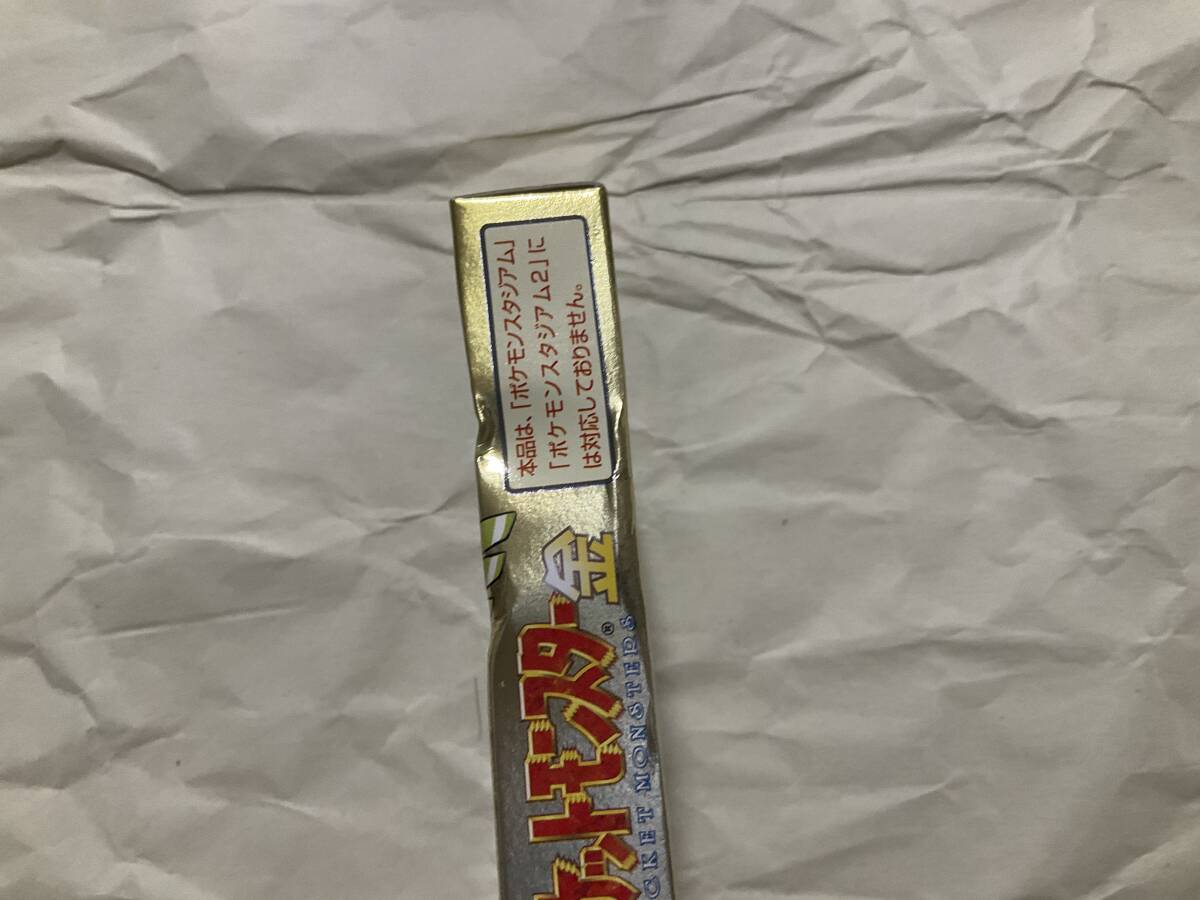 本品は、「ポケモンスタジアム」
「ポケモンスタジアム2」に
は対応しておりません。
ケットモンスター金
®
CKET MONSTERS